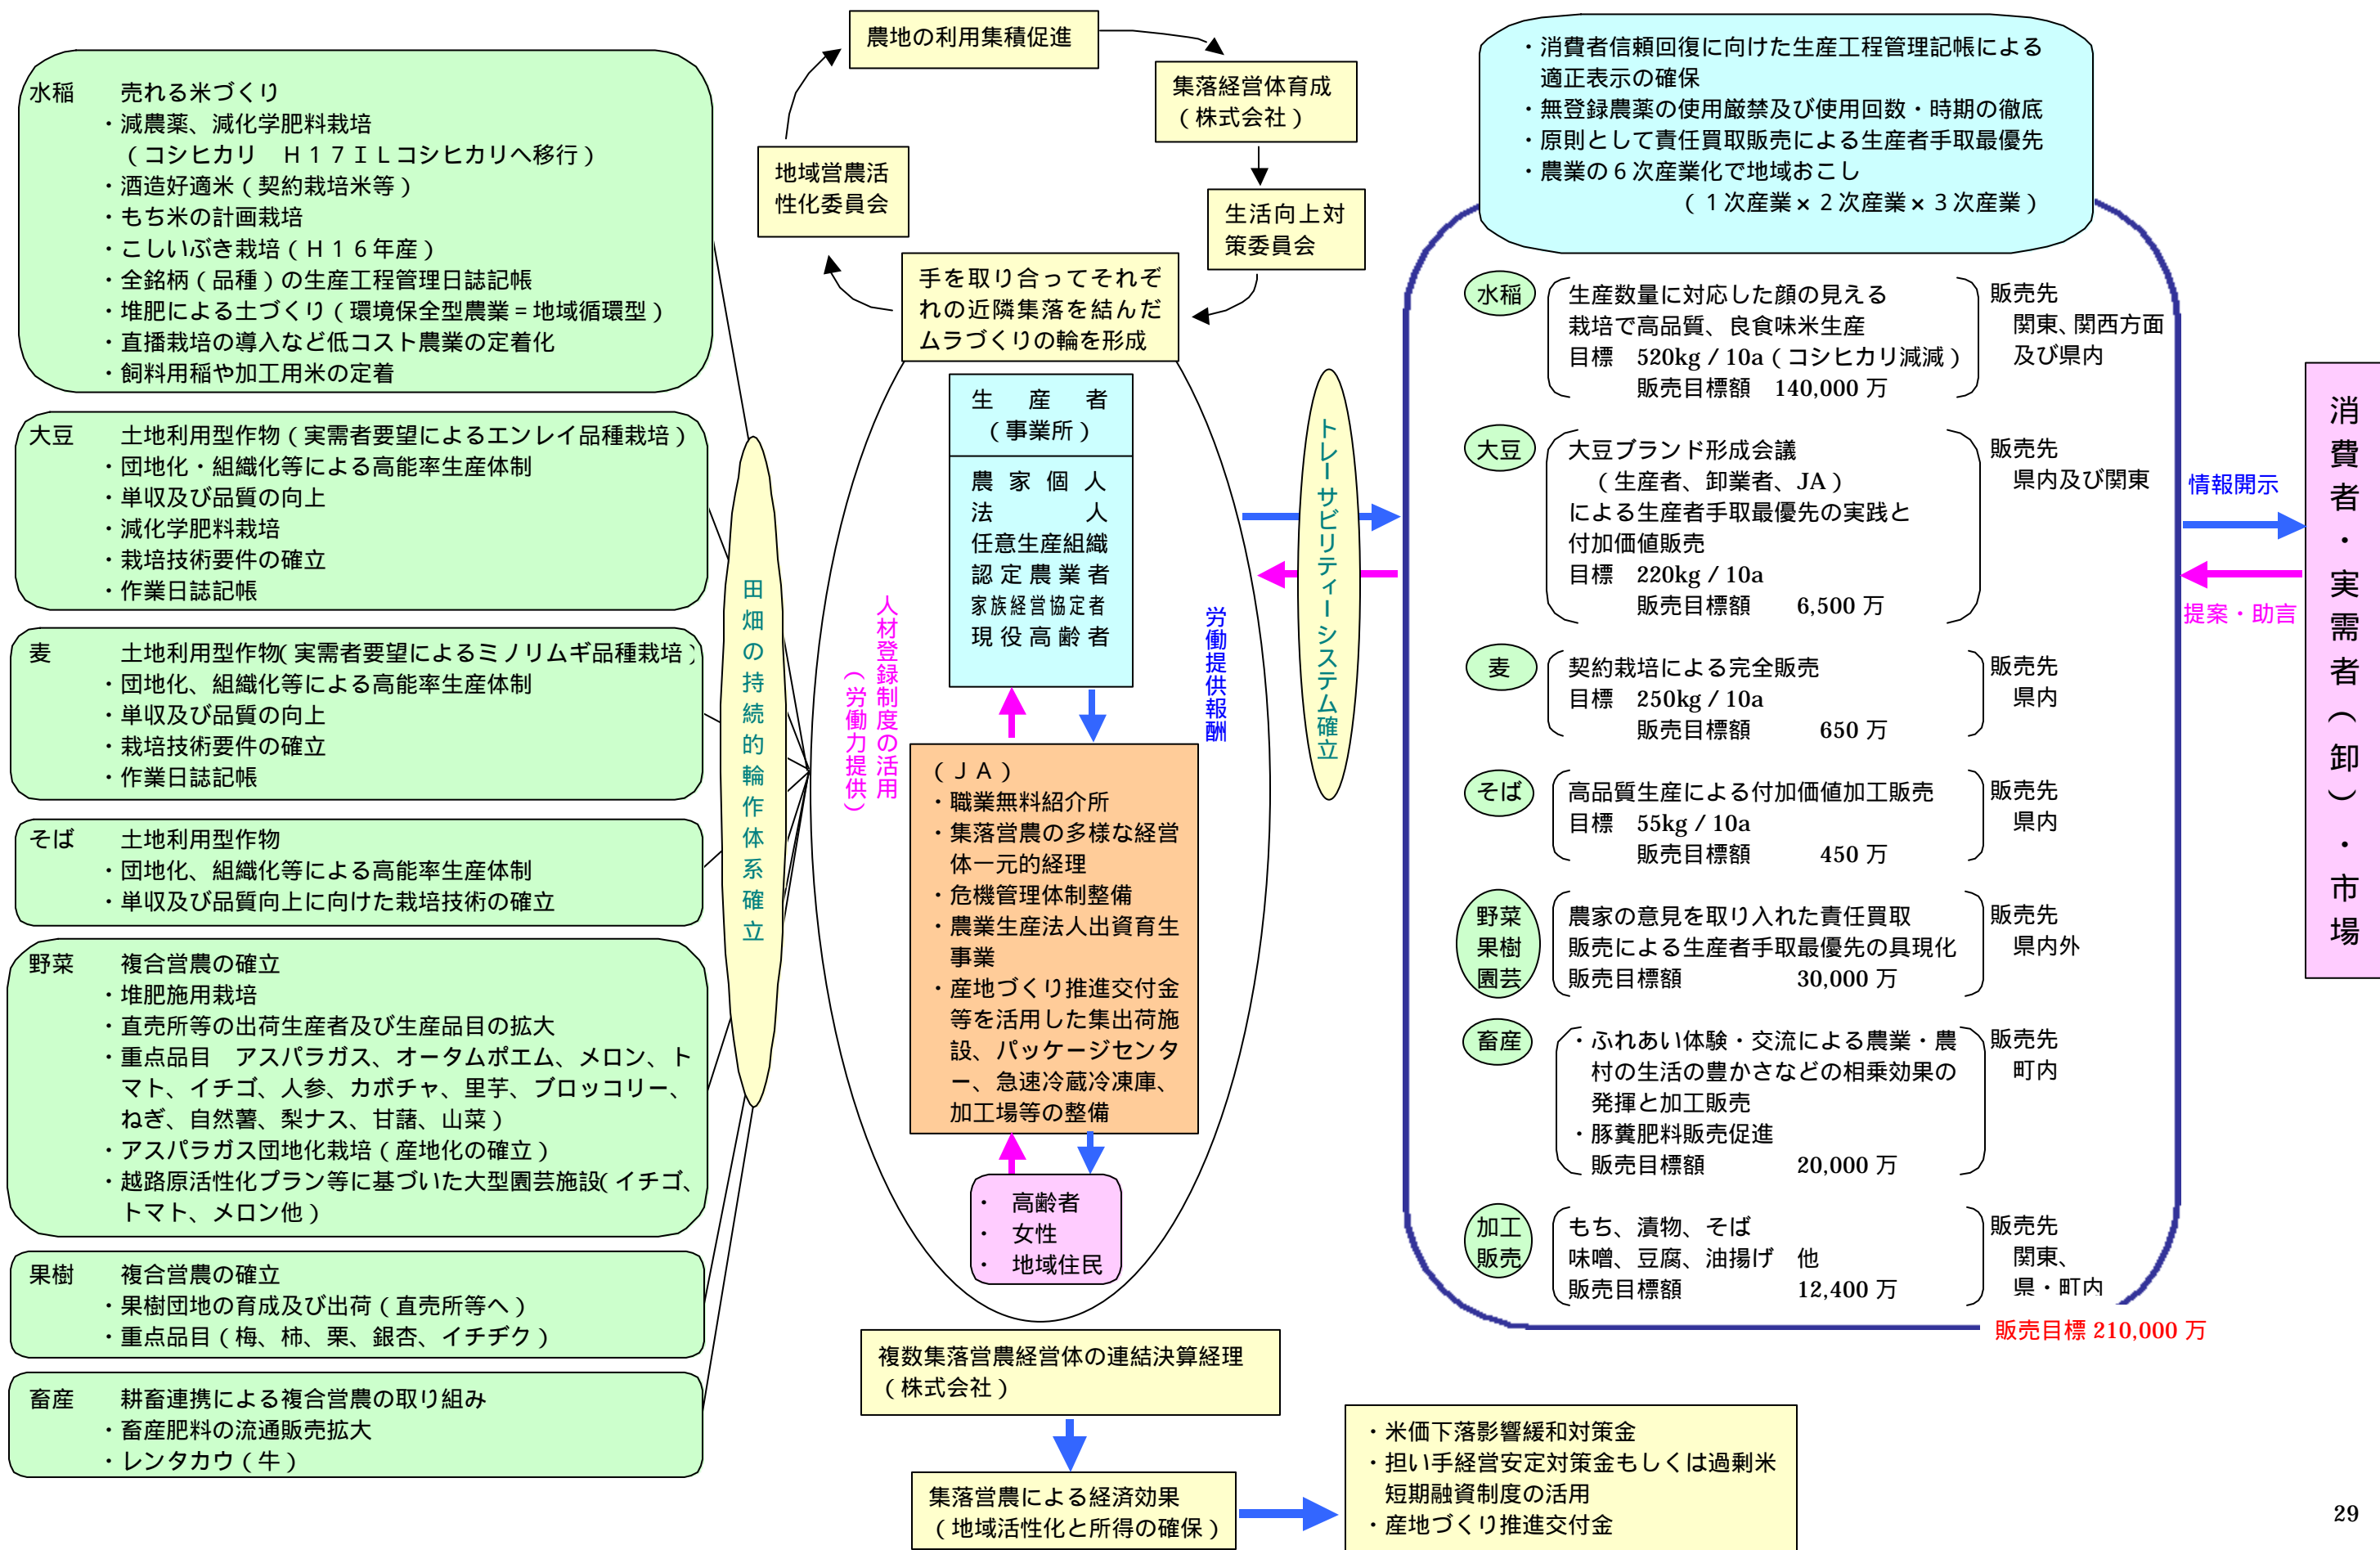 農地の利用集積促進
集落経営体育成
（株式会社）
地域営農活
性化委員会
生活向上対
策委員会
手を取り合ってそれぞ
れの近隣集落を結んだ
ムラづくりの輪を形成
水稲　　売れる米づくり
・減農薬、減化学肥料栽培
（コシヒカリ　Ｈ１７ＩＬコシヒカリへ移行）
・酒造好適米（契約栽培米等）
・もち米の計画栽培
・こしいぶき栽培（Ｈ１６年産）
・全銘柄（品種）の生産工程管理日誌記帳
・堆肥による土づくり（環境保全型農業＝地域循環型）
・直播栽培の導入など低コスト農業の定着化
・飼料用稲や加工用米の定着
大豆　　土地利用型作物（実需者要望によるエンレイ品種栽培）
・団地化・組織化等による高能率生産体制
・単収及び品質の向上
・減化学肥料栽培
・栽培技術要件の確立
・作業日誌記帳
麦　　土地利用型作物（実需者要望によるミノリムギ品種栽培）
・団地化、組織化等による高能率生産体制
・単収及び品質の向上
・栽培技術要件の確立
・作業日誌記帳
そば　　土地利用型作物
・団地化、組織化等による高能率生産体制
・単収及び品質向上に向けた栽培技術の確立
野菜　　複合営農の確立
・堆肥施用栽培
・直売所等の出荷生産者及び生産品目の拡大
・重点品目　アスパラガス、オータムポエム、メロン、ト
マト、イチゴ、人参、カボチャ、里芋、ブロッコリー、
ねぎ、自然薯、梨ナス、甘藷、山菜）
・アスパラガス団地化栽培（産地化の確立）
・越路原活性化プラン等に基づいた大型園芸施設（イチゴ、
トマト、メロン他）
果樹　　複合営農の確立
・果樹団地の育成及び出荷（直売所等へ）
・重点品目（梅、柿、栗、銀杏、イチヂク）
畜産　　耕畜連携による複合営農の取り組み
・畜産肥料の流通販売拡大
・レンタカウ（牛）
田畑の持続的輪作体系確立
人材登録制度の活用
（労働力提供）
生産者
（事業所）
農家個人
法人
任意生産組織
認定農業者
家族経営協定者
現役高齢者
労働提供報酬
（ＪＡ）
・職業無料紹介所
・集落営農の多様な経営
体一元的経理
・危機管理体制整備
・農業生産法人出資育生
事業
・産地づくり推進交付金
等を活用した集出荷施
設、パッケージセンタ
ー、急速冷蔵冷凍庫、
加工場等の整備
・　高齢者
・　女性
・　地域住民
トレーサビリティーシステム確立
複数集落営農経営体の連結決算経理
（株式会社）
集落営農による経済効果
（地域活性化と所得の確保）
・米価下落影響緩和対策金
・担い手経営安定対策金もしくは過剰米
短期融資制度の活用
・産地づくり推進交付金
・消費者信頼回復に向けた生産工程管理記帳による
適正表示の確保
・無登録農薬の使用厳禁及び使用回数・時期の徹底
・原則として責任買取販売による生産者手取最優先
・農業の６次産業化で地域おこし
（１次産業×２次産業×３次産業）
水稲　生産数量に対応した顔の見える　販売先
栽培で高品質、良食味米生産　関東、関西方面
目標　520kg／10a（コシヒカリ減減）　及び県内
販売目標額　140,000 万
大豆　大豆ブランド形成会議　販売先
（生産者、卸業者、JA）　県内及び関東
による生産者手取最優先の実践と
付加価値販売
目標　220kg／10a
販売目標額　6,500 万
麦　契約栽培による完全販売　販売先
目標　250kg／10a　県内
販売目標額　650 万
そば　高品質生産による付加価値加工販売　販売先
目標　55kg／10a　県内
販売目標額　450 万
野菜　農家の意見を取り入れた責任買取　販売先
果樹　販売による生産者手取最優先の具現化　県内外
園芸　販売目標額　30,000 万
畜産　・ふれあい体験・交流による農業・農　販売先
村の生活の豊かさなどの相乗効果の　町内
発揮と加工販売
・豚糞肥料販売促進
販売目標額　20,000 万
加工　もち、漬物、そば　販売先
販売　味噌、豆腐、油揚げ　他　関東、
販売目標額　12,400 万　県・町内
販売目標 210,000 万
情報開示
提案・助言
消費者・実需者（卸）・市場
29